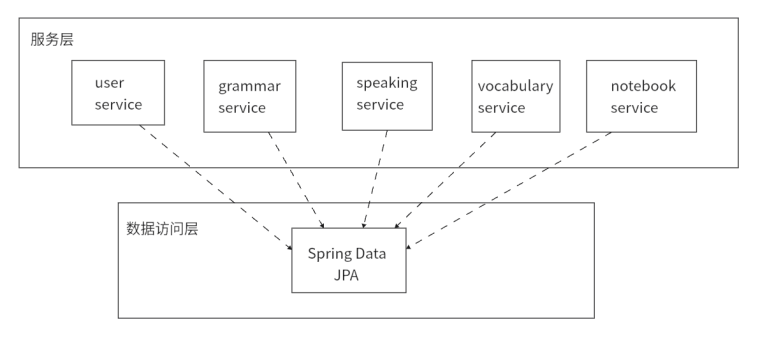 服务层
user
service
grammar
service
speaking
service
vocabulary
service
notebook
service
数据访问层
Spring Data
JPA